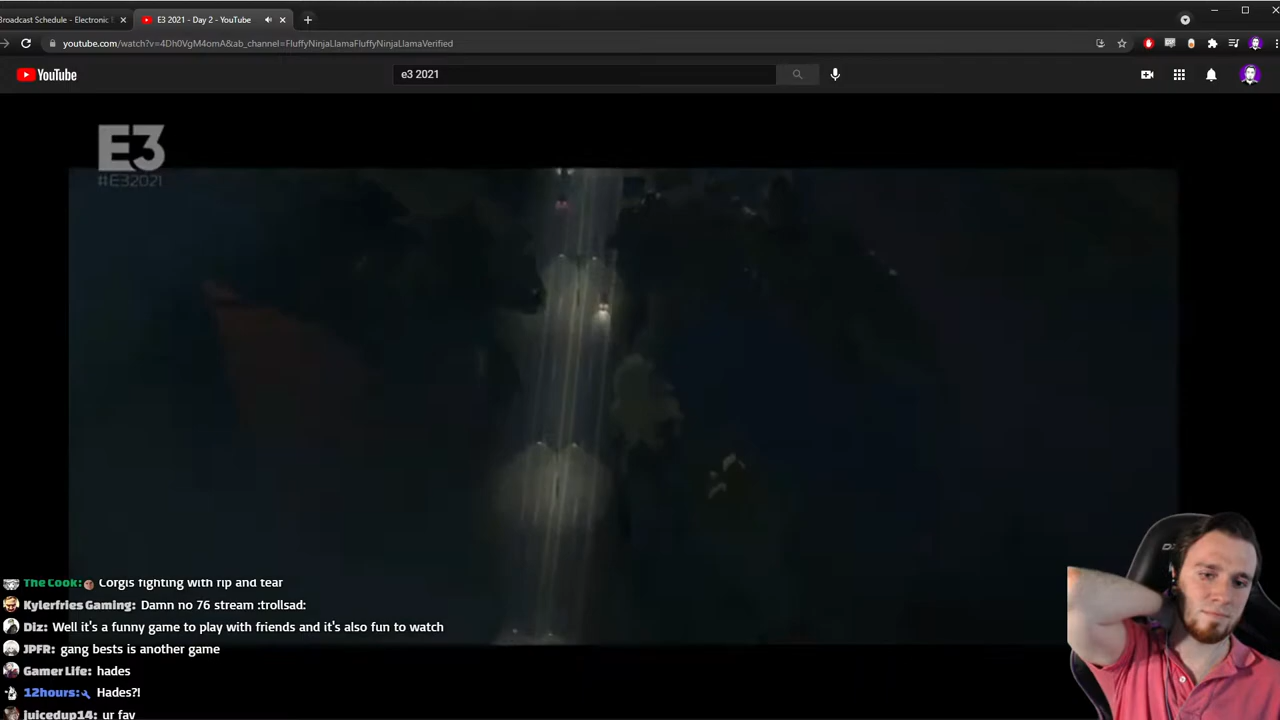 Broadcast Schedule - Electronic E
E3 2021 - Day 2 - YouTube
youtube.com/watch?v=4Dh0VgM4omA&ab_channel=FluffyNinjaLlamaFluffyNinjaLlamaVerified
YouTube
e3 2021
E3
#E32021
The Cook: Corgis fighting with rip and tear
Kylerfries Gaming: Damn no 76 stream :trollsad:
Diz: Well it's a funny game to play with friends and it's also fun to watch
JPFR: gang bests is another game
Gamer Life: hades
12hours: Hades?!
juicedup14: ur fav